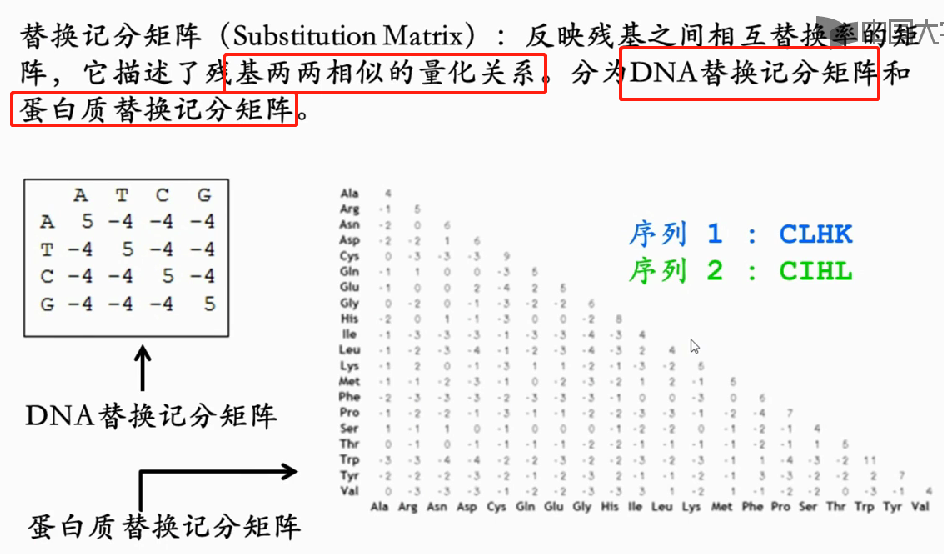 国大
替换记分矩阵（Substitution Matrix）：反映残基之间相互替换率的矩
阵，它描述了残基两两相似的量化关系。分为DNA替换记分矩阵和
蛋白质替换记分矩阵。
A T C G
A 5 -4 -4 -4
T -4 5 -4 -4
C -4 -4 5 -4
G -4 -4 -4 5
DNA替换记分矩阵
蛋白质替换记分矩阵
Ala 4
Arg -1 5
Asn -2 0 6
Asp -2 -2 1 6
Cys 0 -3 -3 -3 9
Gln -1 1 0 0 -3 5
Glu -1 0 0 2 -4 2 5
Gly 0 -2 0 -1 -3 -2 -2 6
His -2 0 1 -1 -3 0 0 -2 8
Ile -1 -3 -3 -3 -1 -3 -3 -4 -3 4
Leu -1 -2 -3 -4 -1 -2 -3 -4 -3 2 4
Lys -1 2 0 -1 -3 1 1 -2 -1 -3 -2 5
Met -1 -1 -2 -3 -1 0 -2 -3 -2 1 2 -1 5
Phe -2 -3 -3 -3 -2 -3 -3 -3 -1 0 0 -3 0 6
Pro -1 -2 -2 -1 -3 -1 -1 -2 -2 -3 -3 -1 -2 -4 7
Ser 1 -1 1 0 -1 0 0 0 -1 -2 -2 0 -1 -2 -1 4
Thr 0 -1 0 -1 -1 -1 -1 -2 -2 -1 -1 -1 -1 -2 -1 1 5
Trp -3 -3 -4 -4 -2 -2 -3 -2 -2 -3 -2 -3 -1 1 -4 -3 -2 11
Tyr -2 -2 -2 -3 -2 -1 -2 -3 2 -1 -1 -2 -1 3 -3 -2 -2 2 7
Val 0 -3 -3 -3 -1 -2 -2 -3 -3 3 1 -2 1 -1 -2 -2 0 -3 -1 4
Ala Arg Asn Asp Cys Gln Glu Gly His Ile Leu Lys Met Phe Pro Ser Thr Trp Tyr Val
序列 1 : CLHK
序列 2 : CIHL